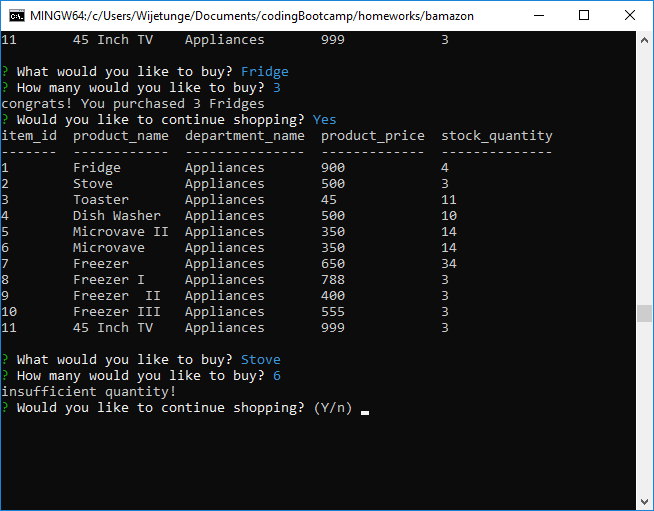 MINGW64:/c/Users/Wijetunge/Documents/codingBootcamp/homeworks/bamazon
11       45 Inch TV    Appliances       999            3
? What would you like to buy? Fridge
? How many would you like to buy? 3
congrats! You purchased 3 Fridges
? Would you like to continue shopping? Yes
item_id  product_name  department_name  product_price  stock_quantity
-------  ------------  ---------------  -------------  --------------
1        Fridge        Appliances       900            4
2        Stove         Appliances       500            3
3        Toaster       Appliances       45             11
4        Dish Washer   Appliances       500            10
5        Microvave II  Appliances       350            14
6        Microvave     Appliances       350            14
7        Freezer       Appliances       650            34
8        Freezer I     Appliances       788            3
9        Freezer  II   Appliances       400            3
10       Freezer III   Appliances       555            3
11       45 Inch TV    Appliances       999            3
? What would you like to buy? Stove
? How many would you like to buy? 6
insufficient quantity!
? Would you like to continue shopping? (Y/n)